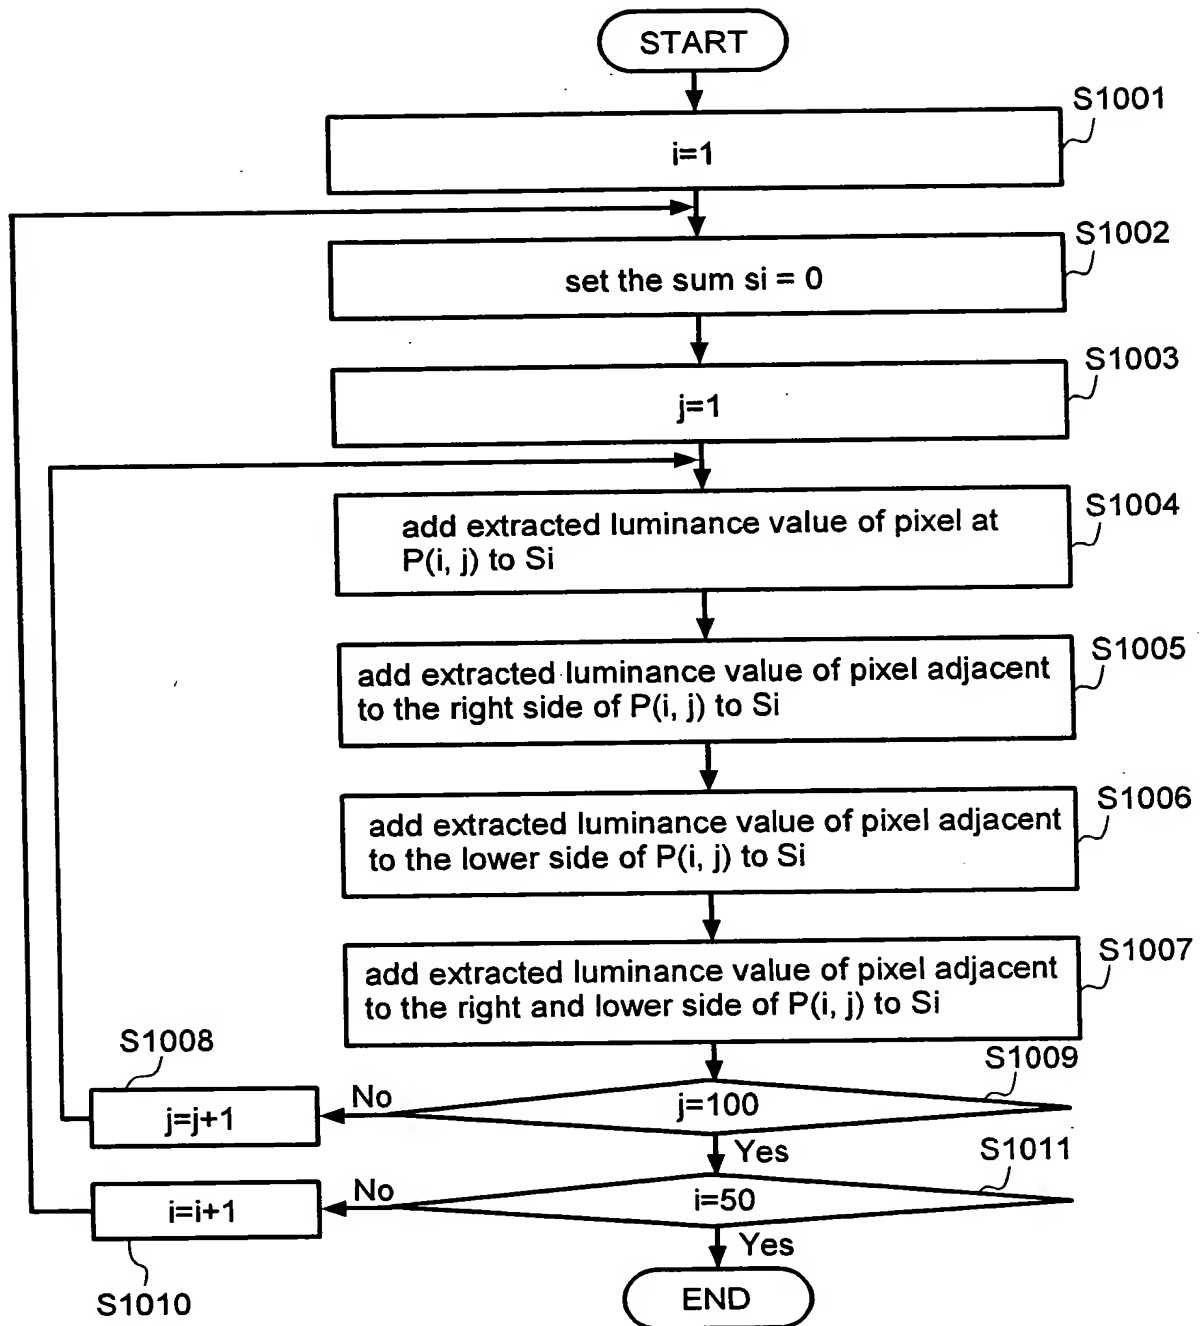 START
S1001
i=1
S1002
set the sum si = 0
S1003
j=1
S1004
add extracted luminance value of pixel at
P(i, j) to Si
S1005
add extracted luminance value of pixel adjacent
to the right side of P(i, j) to Si
S1006
add extracted luminance value of pixel adjacent
to the lower side of P(i, j) to Si
S1007
add extracted luminance value of pixel adjacent
to the right and lower side of P(i, j) to Si
S1008
S1009
j=j+1
No
j=100
Yes
S1011
i=i+1
No
i=50
Yes
S1010
END